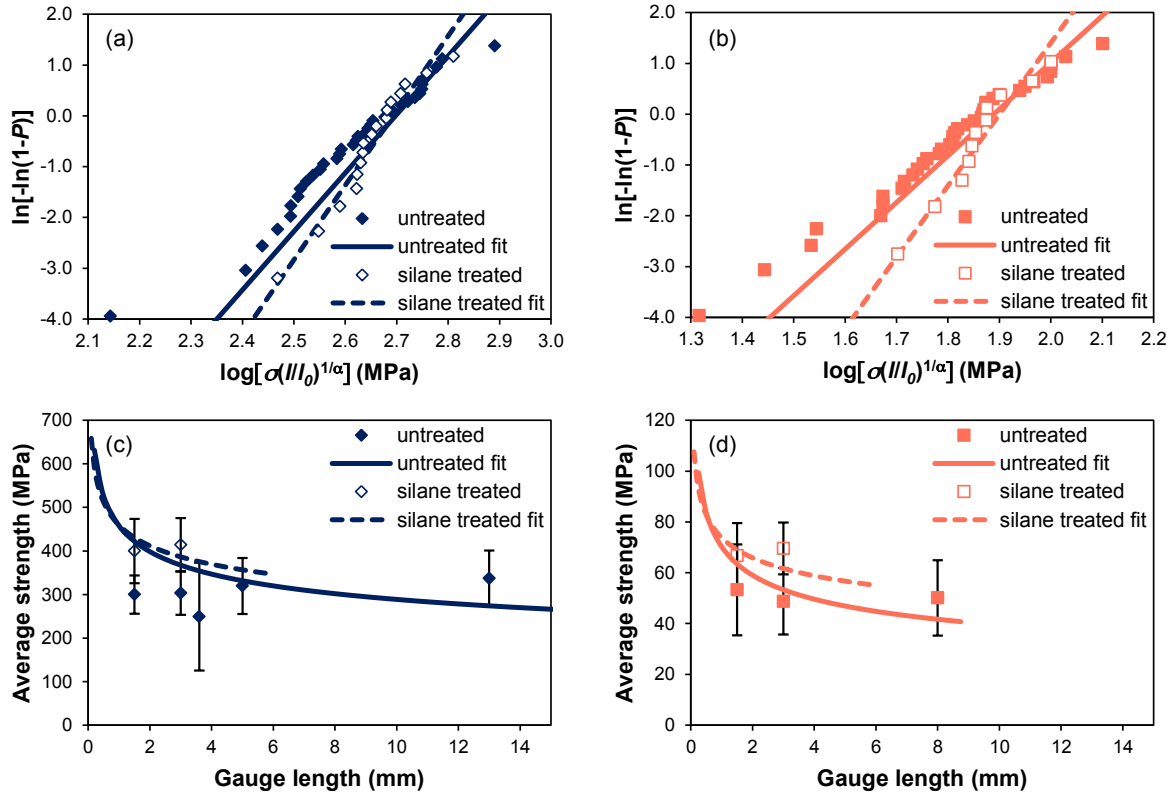 (a)
ln[-ln(1-P)]
2.0
1.0
0.0
-1.0
-2.0
-3.0
-4.0
untreated
untreated fit
silane treated
silane treated fit
2.1 2.2 2.3 2.4 2.5 2.6 2.7 2.8 2.9 3.0
log[σ(l/l₀)^1/α] (MPa)
(b)
ln[-ln(1-P)]
2.0
1.0
0.0
-1.0
-2.0
-3.0
-4.0
untreated
untreated fit
silane treated
silane treated fit
1.3 1.4 1.5 1.6 1.7 1.8 1.9 2.0 2.1 2.2
log[σ(l/l₀)^1/α] (MPa)
(c)
Average strength (MPa)
700
600
500
400
300
200
100
0
untreated
untreated fit
silane treated
silane treated fit
0 2 4 6 8 10 12 14
Gauge length (mm)
(d)
Average strength (MPa)
120
100
80
60
40
20
0
untreated
untreated fit
silane treated
silane treated fit
0 2 4 6 8 10 12 14
Gauge length (mm)